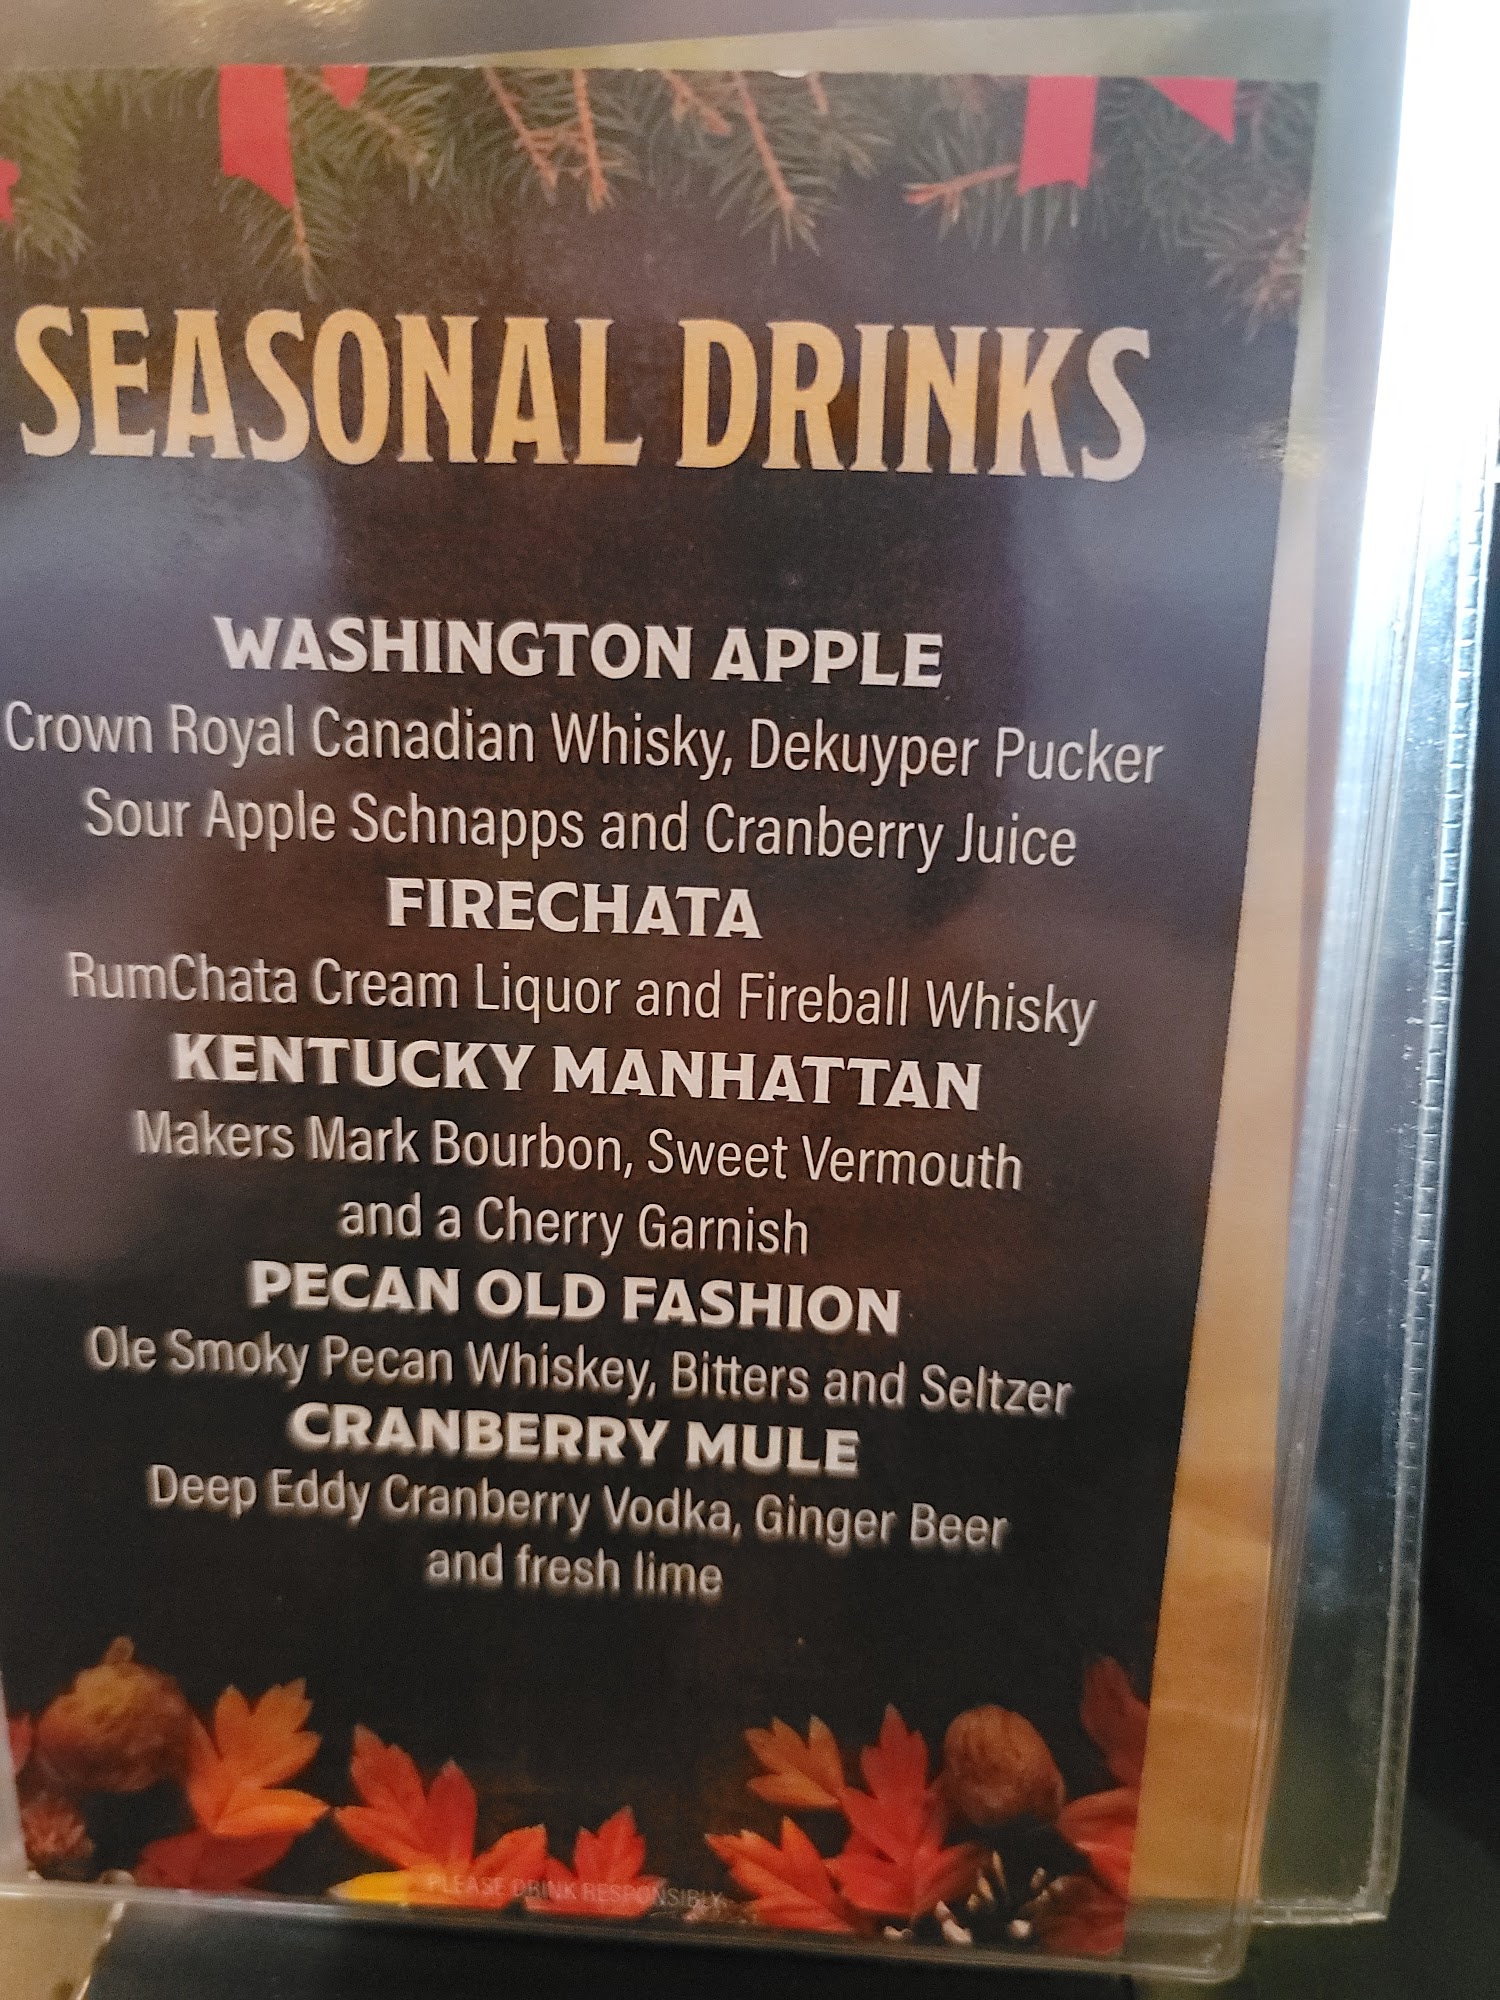 SEASONAL DRINKS
WASHINGTON APPLE
Crown Royal Canadian Whisky, Dekuyper Pucker
Sour Apple Schnapps and Cranberry Juice
FIRECHATA
RumChata Cream Liquor and Fireball Whisky
KENTUCKY MANHATTAN
Makers Mark Bourbon, Sweet Vermouth
and a Cherry Garnish
PECAN OLD FASHION
Ole Smoky Pecan Whiskey, Bitters and Seltzer
CRANBERRY MULE
Deep Eddy Cranberry Vodka, Ginger Beer
and fresh lime
PLEASE DRINK RESPONSIBLY.